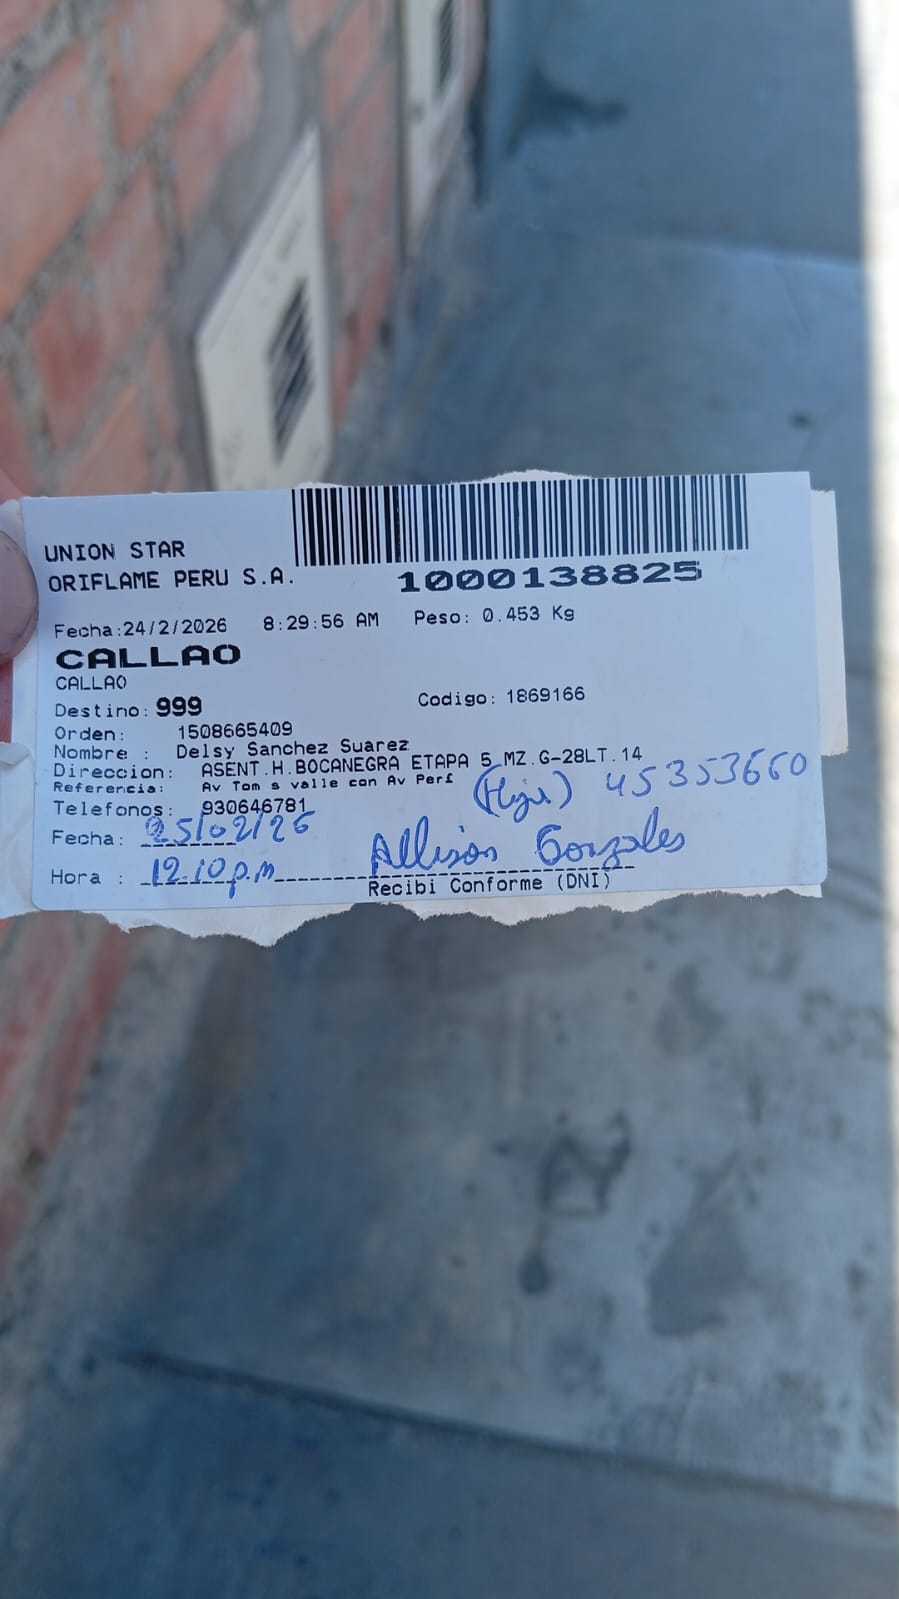 UNION STAR
ORIFLAME PERU S.A.
1000138825
Fecha:24/2/2026 8:29:56 AM Peso: 0.453 Kg
CALLAO
CALLAO
Destino: 999 Codigo: 1869166
Orden: 1508665409
Nombre : Delsy Sanchez Suarez
Direccion: ASENT.H.BOCANEGRA ETAPA 5 MZ.G-28LT.14
Referencia: Av Tom s valle con Av Perf
(Hija) 45353660
Telefonos: 930646781
Fecha: 25/02/26
Allison Gonzales
Hora : 12.10 p.m
Recibi Conforme (DNI)